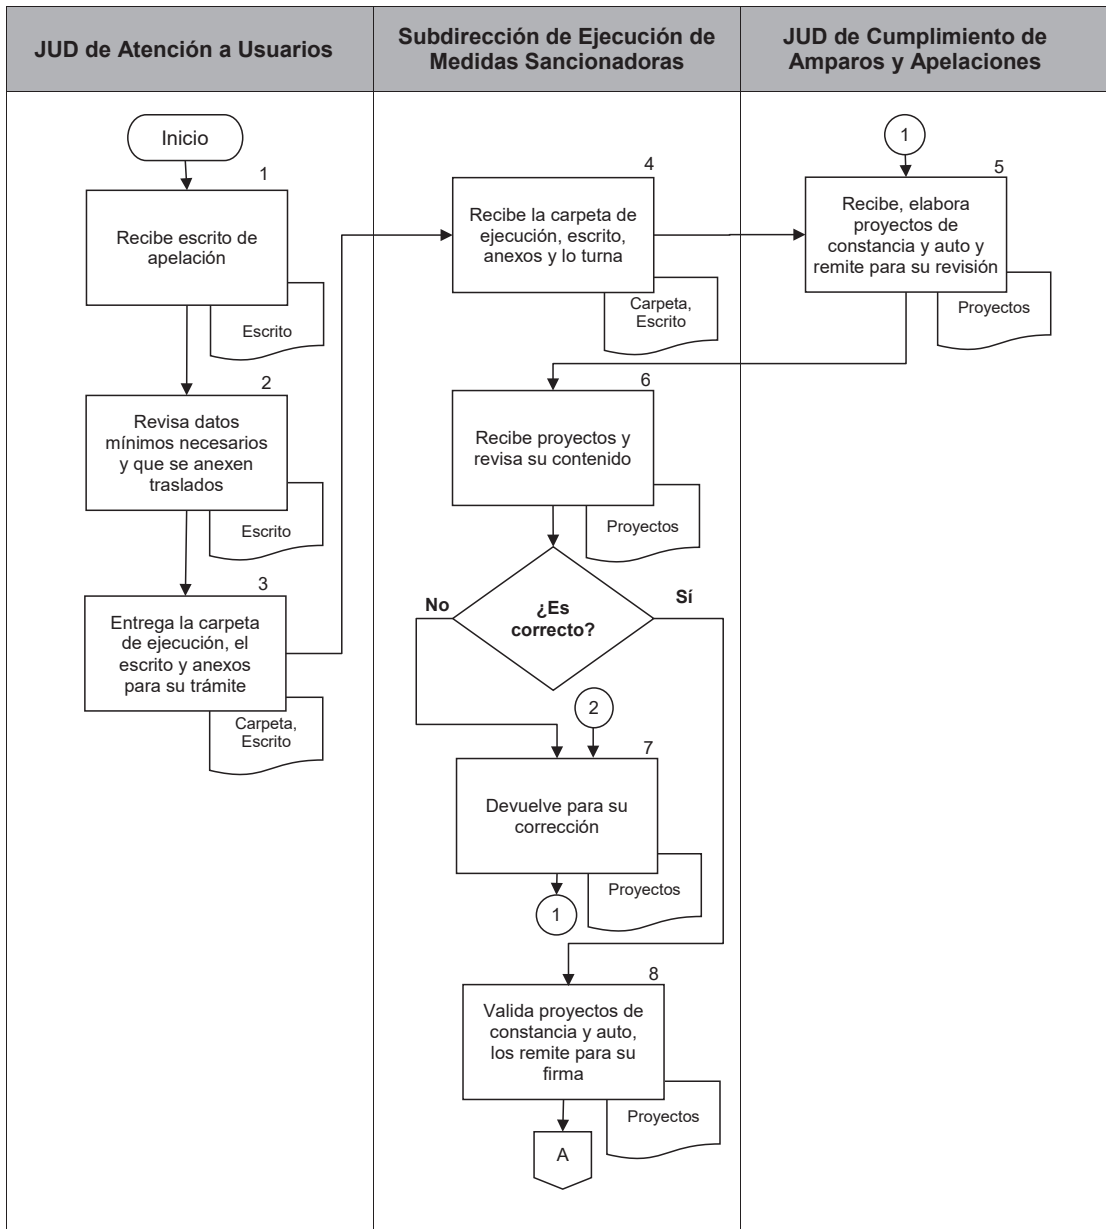 JUD de Atención a Usuarios
Subdirección de Ejecución de
Medidas Sancionadoras
JUD de Cumplimiento de
Amparos y Apelaciones
Inicio
1
Recibe escrito de
apelación
Escrito
2
Revisa datos
mínimos necesarios
y que se anexen
traslados
Escrito
3
Entrega la carpeta
de ejecución, el
escrito y anexos
para su trámite
Carpeta,
Escrito
4
Recibe la carpeta de
ejecución, escrito,
anexos y lo turna
Carpeta,
Escrito
1
5
Recibe, elabora
proyectos de
constancia y auto y
remite para su revisión
Proyectos
6
Recibe proyectos y
revisa su contenido
Proyectos
No
¿Es
correcto?
Sí
2
7
Devuelve para su
corrección
Proyectos
1
8
Valida proyectos de
constancia y auto,
los remite para su
firma
Proyectos
A